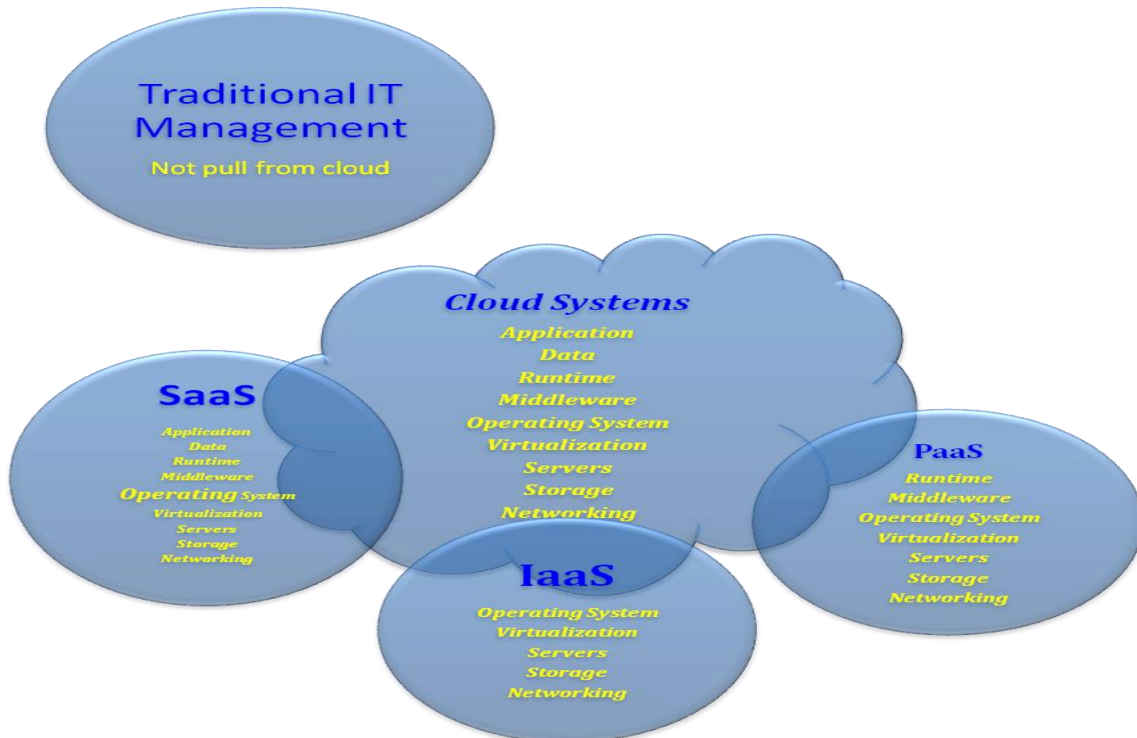 Traditional IT
Management
Not pull from cloud
Cloud Systems
Application
Data
Runtime
Middleware
Operating System
Virtualization
Servers
Storage
Networking
SaaS
Application
Data
Runtime
Middleware
Operating System
Virtualization
Servers
Storage
Networking
IaaS
Operating System
Virtualization
Servers
Storage
Networking
PaaS
Runtime
Middleware
Operating System
Virtualization
Servers
Storage
Networking